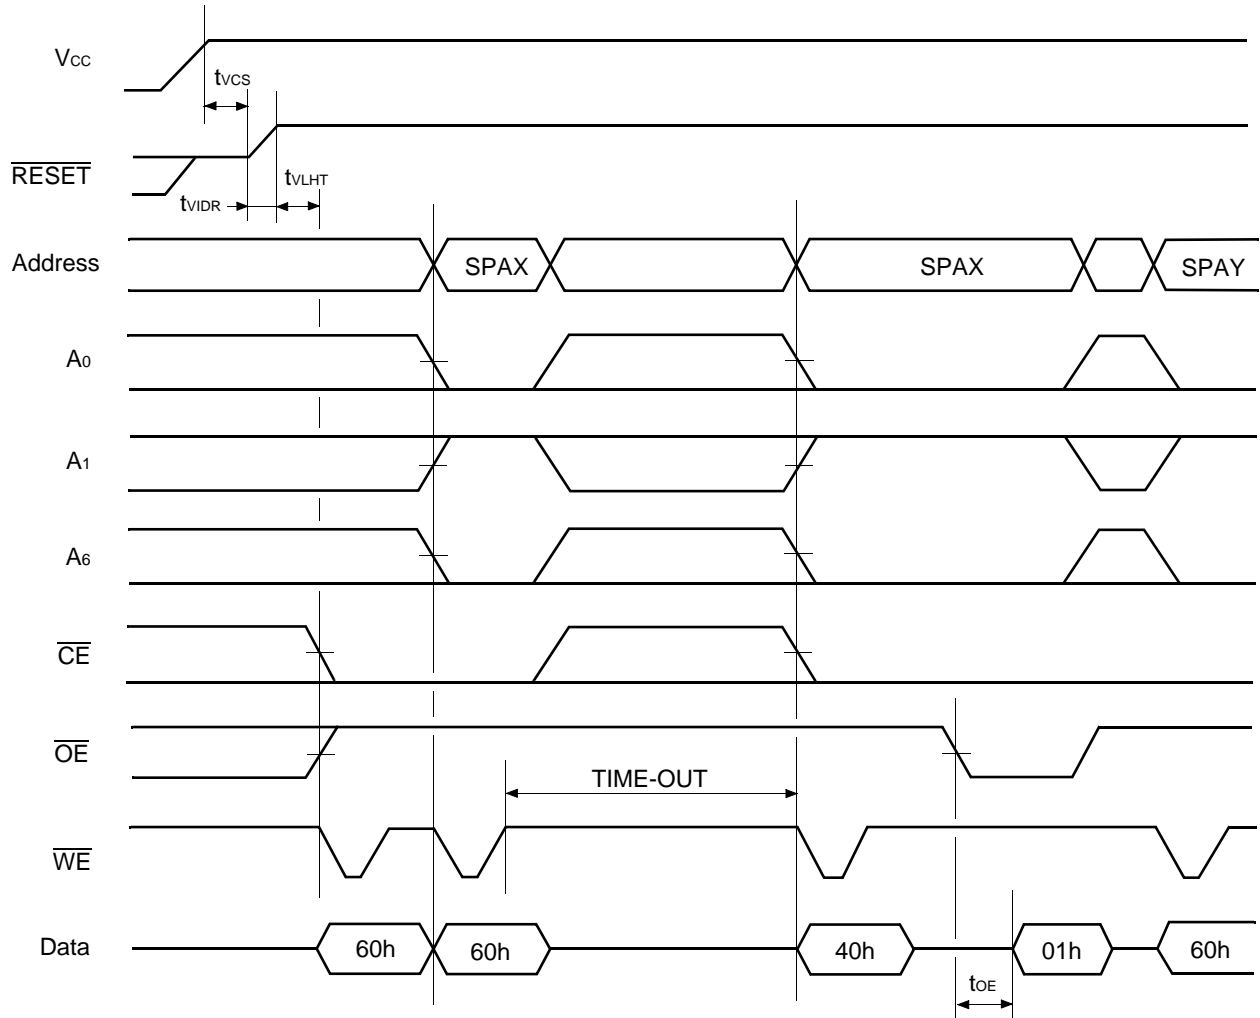 VCC
tVCS
RESET
tVLHT
tVIDR
Address SPAX SPAX SPAY
A0
A1
A6
CE
OE
TIME-OUT
WE
Data 60h 60h 40h 01h 60h
tOE